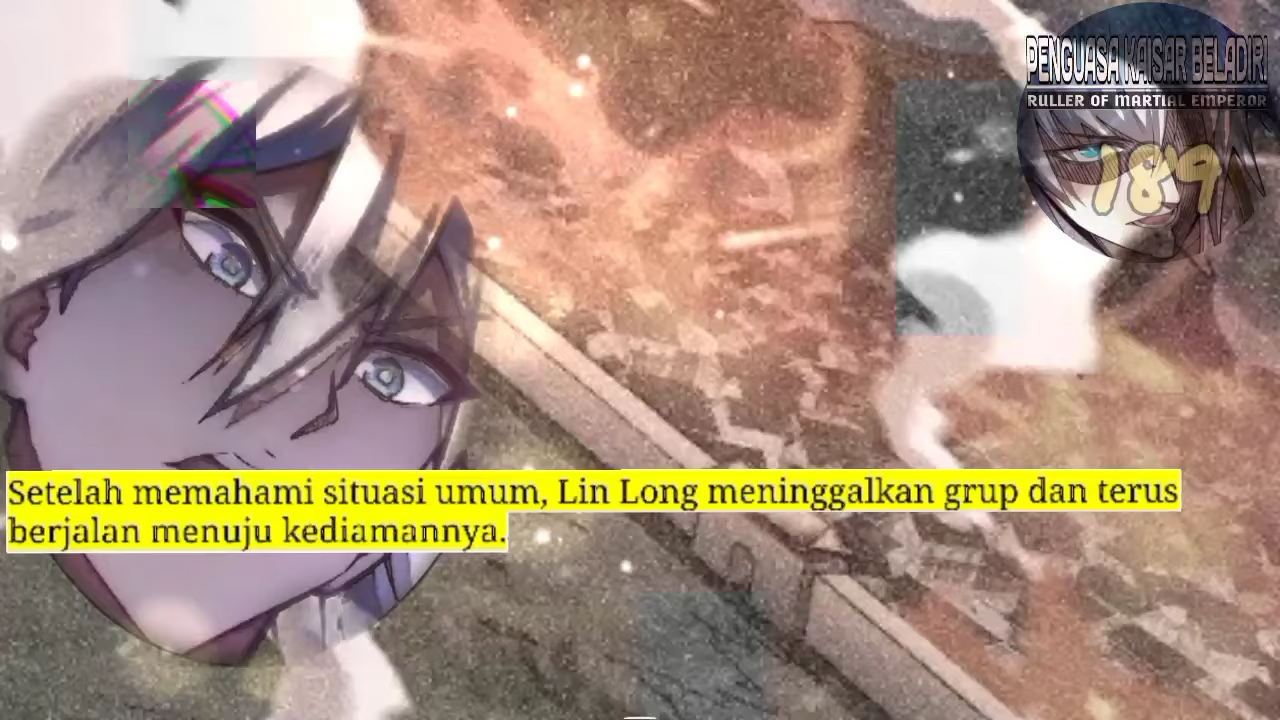 PENGUASA KAISAR BELADIRI
RULLER OF MARTIAL EMPEROR
189
Setelah memahami situasi umum, Lin Long meninggalkan grup dan terus
berjalan menuju kediamannya.